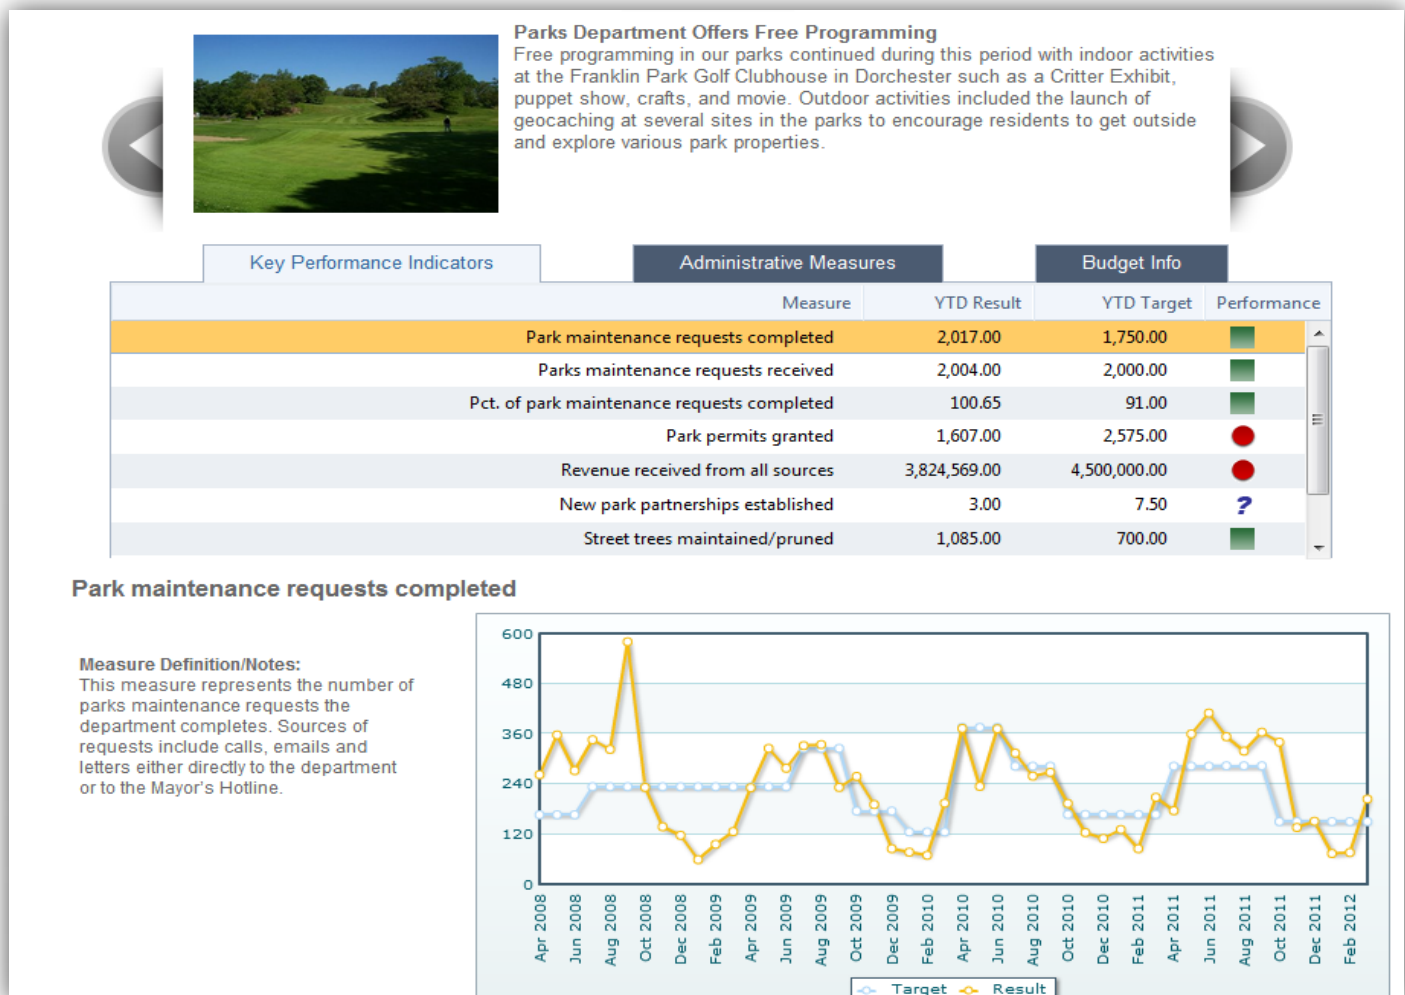 Parks Department Offers Free Programming
Free programming in our parks continued during this period with indoor activities
at the Franklin Park Golf Clubhouse in Dorchester such as a Critter Exhibit,
puppet show, crafts, and movie. Outdoor activities included the launch of
geocaching at several sites in the parks to encourage residents to get outside
and explore various park properties.
Key Performance Indicators Administrative Measures Budget Info
Measure YTD Result YTD Target Performance
Park maintenance requests completed 2,017.00 1,750.00
Parks maintenance requests received 2,004.00 2,000.00
Pct. of park maintenance requests completed 100.65 91.00
Park permits granted 1,607.00 2,575.00
Revenue received from all sources 3,824,569.00 4,500,000.00
New park partnerships established 3.00 7.50 ?
Street trees maintained/pruned 1,085.00 700.00
Park maintenance requests completed
Measure Definition/Notes:
This measure represents the number of
parks maintenance requests the
department completes. Sources of
requests include calls, emails and
letters either directly to the department
or to the Mayor's Hotline.
600
480
360
240
120
0
Apr 2008
Jun 2008
Aug 2008
Oct 2008
Dec 2008
Feb 2009
Apr 2009
Jun 2009
Aug 2009
Oct 2009
Dec 2009
Feb 2010
Apr 2010
Jun 2010
Aug 2010
Oct 2010
Dec 2010
Feb 2011
Apr 2011
Jun 2011
Aug 2011
Oct 2011
Dec 2011
Feb 2012
Target Result